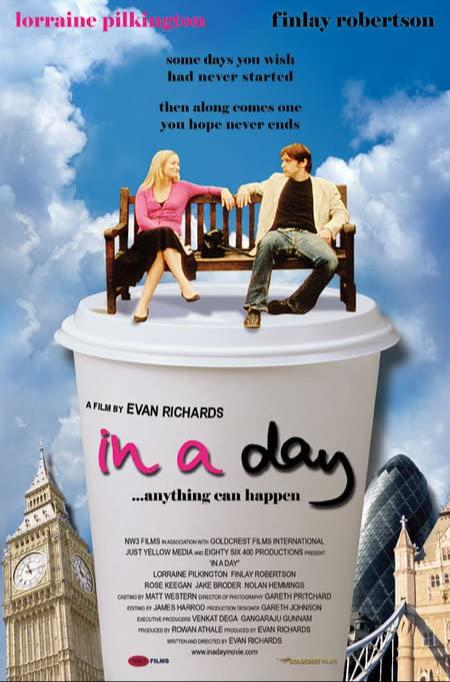 lorraine pilkington finlay robertson
some days you wish
had never started
then along comes one
you hope never ends
A FILM BY EVAN RICHARDS
in a day
...anything can happen
NW3 FILMS IN ASSOCIATION WITH GOLDCREST FILMS INTERNATIONAL
JUST YELLOW MEDIA AND EIGHTY SIX 400 PRODUCTIONS PRESENT
"IN A DAY"
LORRAINE PILKINGTON FINLAY ROBERTSON
ROSE KEEGAN JAKE BRODER NOLAN HEMMINGS
CASTING BY MATT WESTERN DIRECTOR OF PHOTOGRAPHY GARETH PRITCHARD
EDITING BY JAMES HARROD PRODUCTION DESIGNER GARETH JOHNSON
EXECUTIVE PRODUCERS VENKAT DEGA GANGARAJU GUNNAM
PRODUCED BY ROWAN ATHALE PRODUCED BY EVAN RICHARDS
WRITTEN AND DIRECTED BY EVAN RICHARDS
www.inadaymovie.com
NW3 FILMS GOLDCREST FILMS